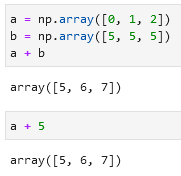 a = np.array([0, 1, 2])
b = np.array([5, 5, 5])
a + b
array([5, 6, 7])
a + 5
array([5, 6, 7])